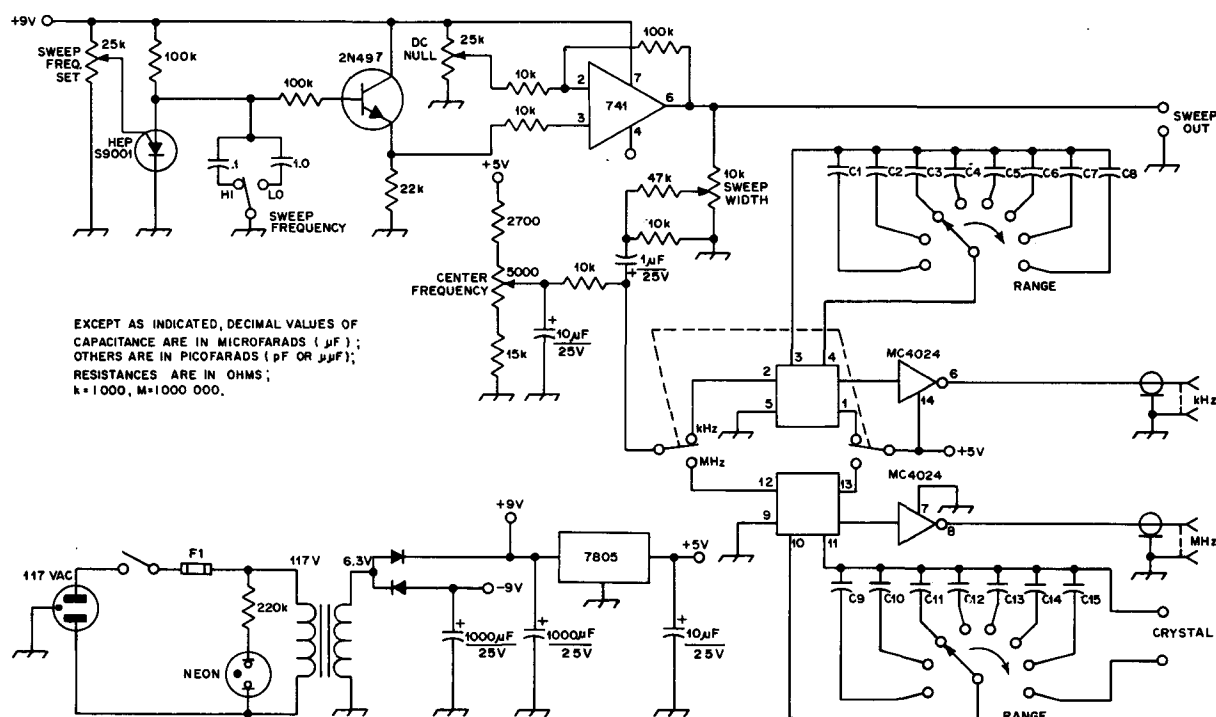 +9V
25k
SWEEP
FREQ.
SET
100k
HEP
S9001
.1
1.0
HI
LO
SWEEP
FREQUENCY
100k
2N497
22k
DC
NULL
25k
10k
10k
100k
2
3
7
741
6
4
SWEEP
OUT
10k
SWEEP
WIDTH
47k
10k
1µF
+
25V
+5V
2700
CENTER
FREQUENCY
5000
15k
10k
+
10µF
25V
C1
C2
C3
C4
C5
C6
C7
C8
RANGE
EXCEPT AS INDICATED, DECIMAL VALUES OF
CAPACITANCE ARE IN MICROFARADS (µF);
OTHERS ARE IN PICOFARADS (pF OR µµF);
RESISTANCES ARE IN OHMS;
k=1000, M=1000 000.
3
4
2
5
1
MC4024
6
14
kHz
kHz
MHz
+5V
12
13
9
10
11
MC4024
7
8
MHz
C9
C10
C11
C12
C13
C14
C15
CRYSTAL
RANGE
117 VAC
F1
220k
NEON
117V
6.3V
+9V
-9V
7805
+5V
+
1000µF
25V
+
1000µF
25V
+
10µF
25V